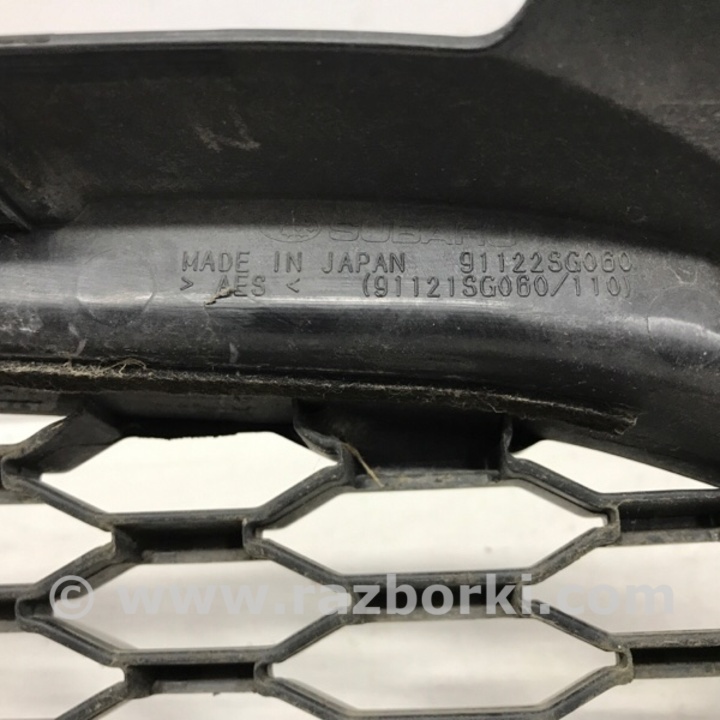 SUBARU
MADE IN JAPAN 91122SG060
> AES < (91121SG060/110)
© www.razborki.com